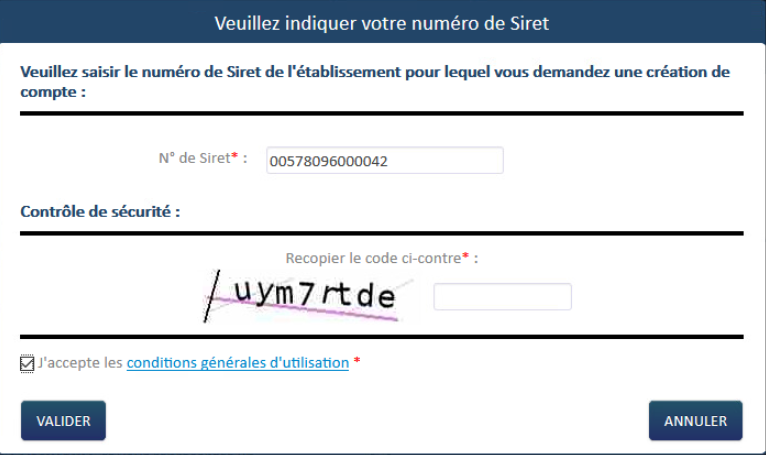 Veuillez indiquer votre numéro de Siret
Veuillez saisir le numéro de Siret de l'établissement pour lequel vous demandez une création de
compte :
N° de Siret* : 00578096000042
Contrôle de sécurité :
Recopier le code ci-contre* :
uym7rtde
J'accepte les conditions générales d'utilisation *
VALIDER ANNULER